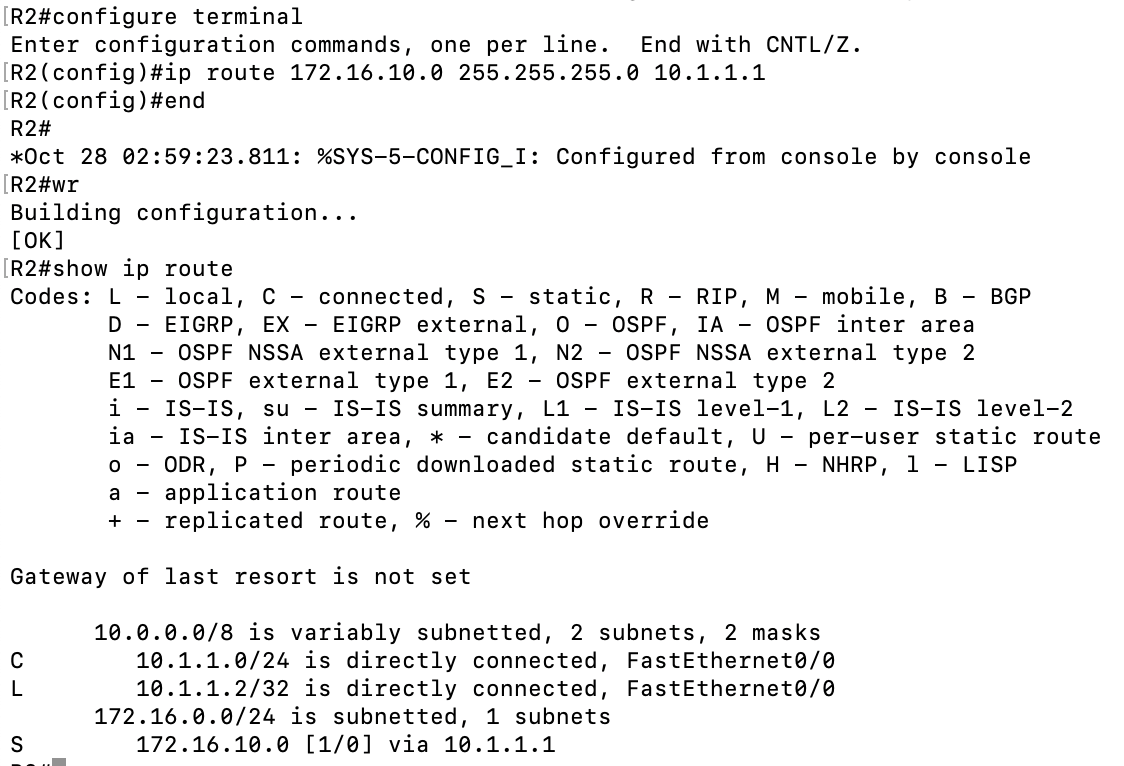 [R2#configure terminal
Enter configuration commands, one per line.  End with CNTL/Z.
[R2(config)#ip route 172.16.10.0 255.255.255.0 10.1.1.1
[R2(config)#end
R2#
*Oct 28 02:59:23.811: %SYS-5-CONFIG_I: Configured from console by console
[R2#wr
Building configuration...
[OK]
[R2#show ip route
Codes: L - local, C - connected, S - static, R - RIP, M - mobile, B - BGP
       D - EIGRP, EX - EIGRP external, O - OSPF, IA - OSPF inter area
       N1 - OSPF NSSA external type 1, N2 - OSPF NSSA external type 2
       E1 - OSPF external type 1, E2 - OSPF external type 2
       i - IS-IS, su - IS-IS summary, L1 - IS-IS level-1, L2 - IS-IS level-2
       ia - IS-IS inter area, * - candidate default, U - per-user static route
       o - ODR, P - periodic downloaded static route, H - NHRP, l - LISP
       a - application route
       + - replicated route, % - next hop override

Gateway of last resort is not set

      10.0.0.0/8 is variably subnetted, 2 subnets, 2 masks
C        10.1.1.0/24 is directly connected, FastEthernet0/0
L        10.1.1.2/32 is directly connected, FastEthernet0/0
      172.16.0.0/24 is subnetted, 1 subnets
S        172.16.10.0 [1/0] via 10.1.1.1